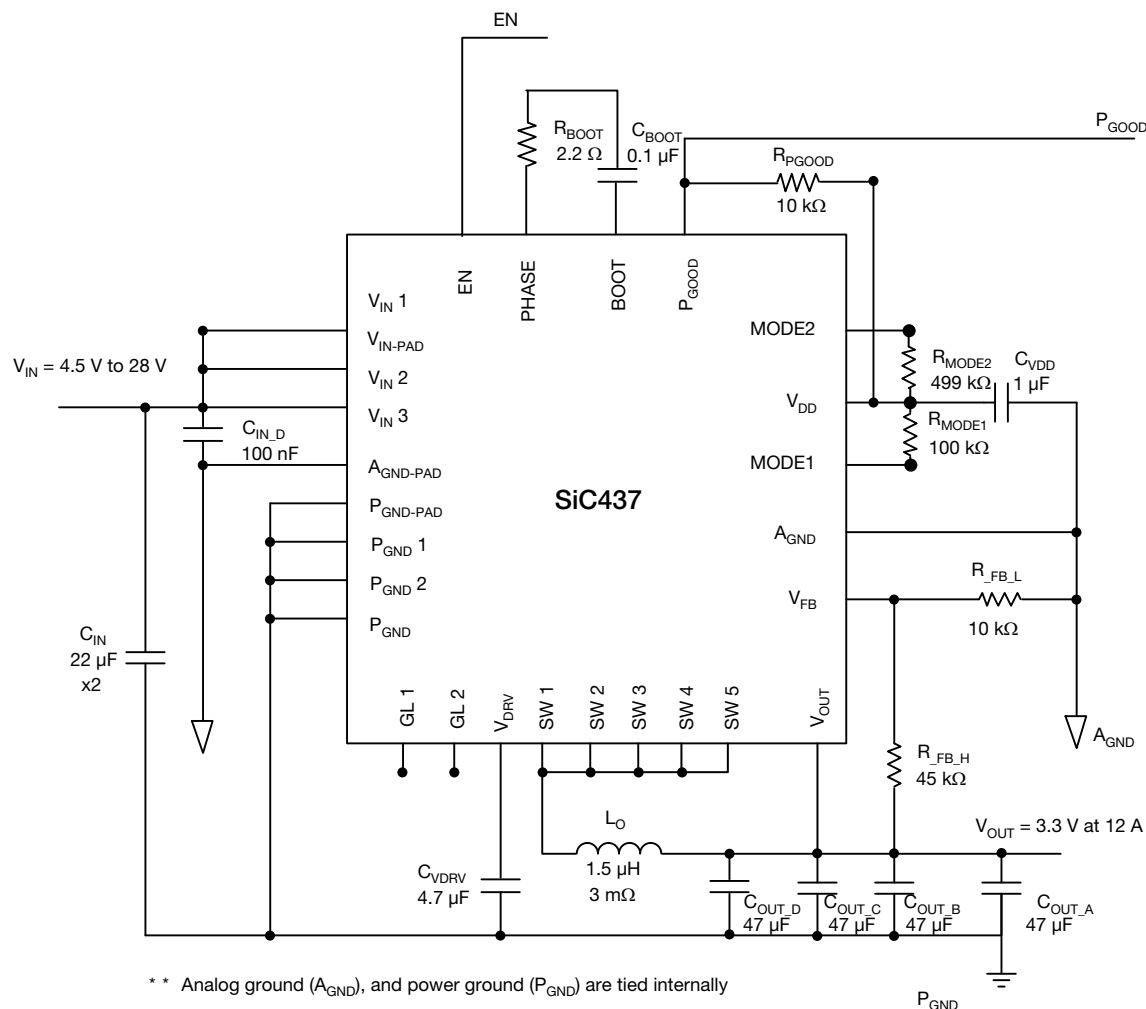 EN
R_BOOT
2.2 Ω
C_BOOT
0.1 µF
P_GOOD
R_PGOOD
10 kΩ
EN
PHASE
BOOT
P_GOOD
V_IN 1
V_IN-PAD
V_IN = 4.5 V to 28 V
V_IN 2
V_IN 3
C_IN_D
100 nF
A_GND-PAD
P_GND-PAD
P_GND 1
P_GND 2
P_GND
C_IN
22 µF
x2
SiC437
MODE2
R_MODE2
499 kΩ
C_VDD
1 µF
V_DD
R_MODE1
100 kΩ
MODE1
A_GND
R_FB_L
V_FB
10 kΩ
GL 1
GL 2
V_DRV
SW 1
SW 2
SW 3
SW 4
SW 5
V_OUT
A_GND
R_FB_H
45 kΩ
L_O
1.5 µH
3 mΩ
V_OUT = 3.3 V at 12 A
C_VDRV
4.7 µF
C_OUT_D
47 µF
C_OUT_C
47 µF
C_OUT_B
47 µF
C_OUT_A
47 µF
* * Analog ground (A_GND), and power ground (P_GND) are tied internally
P_GND